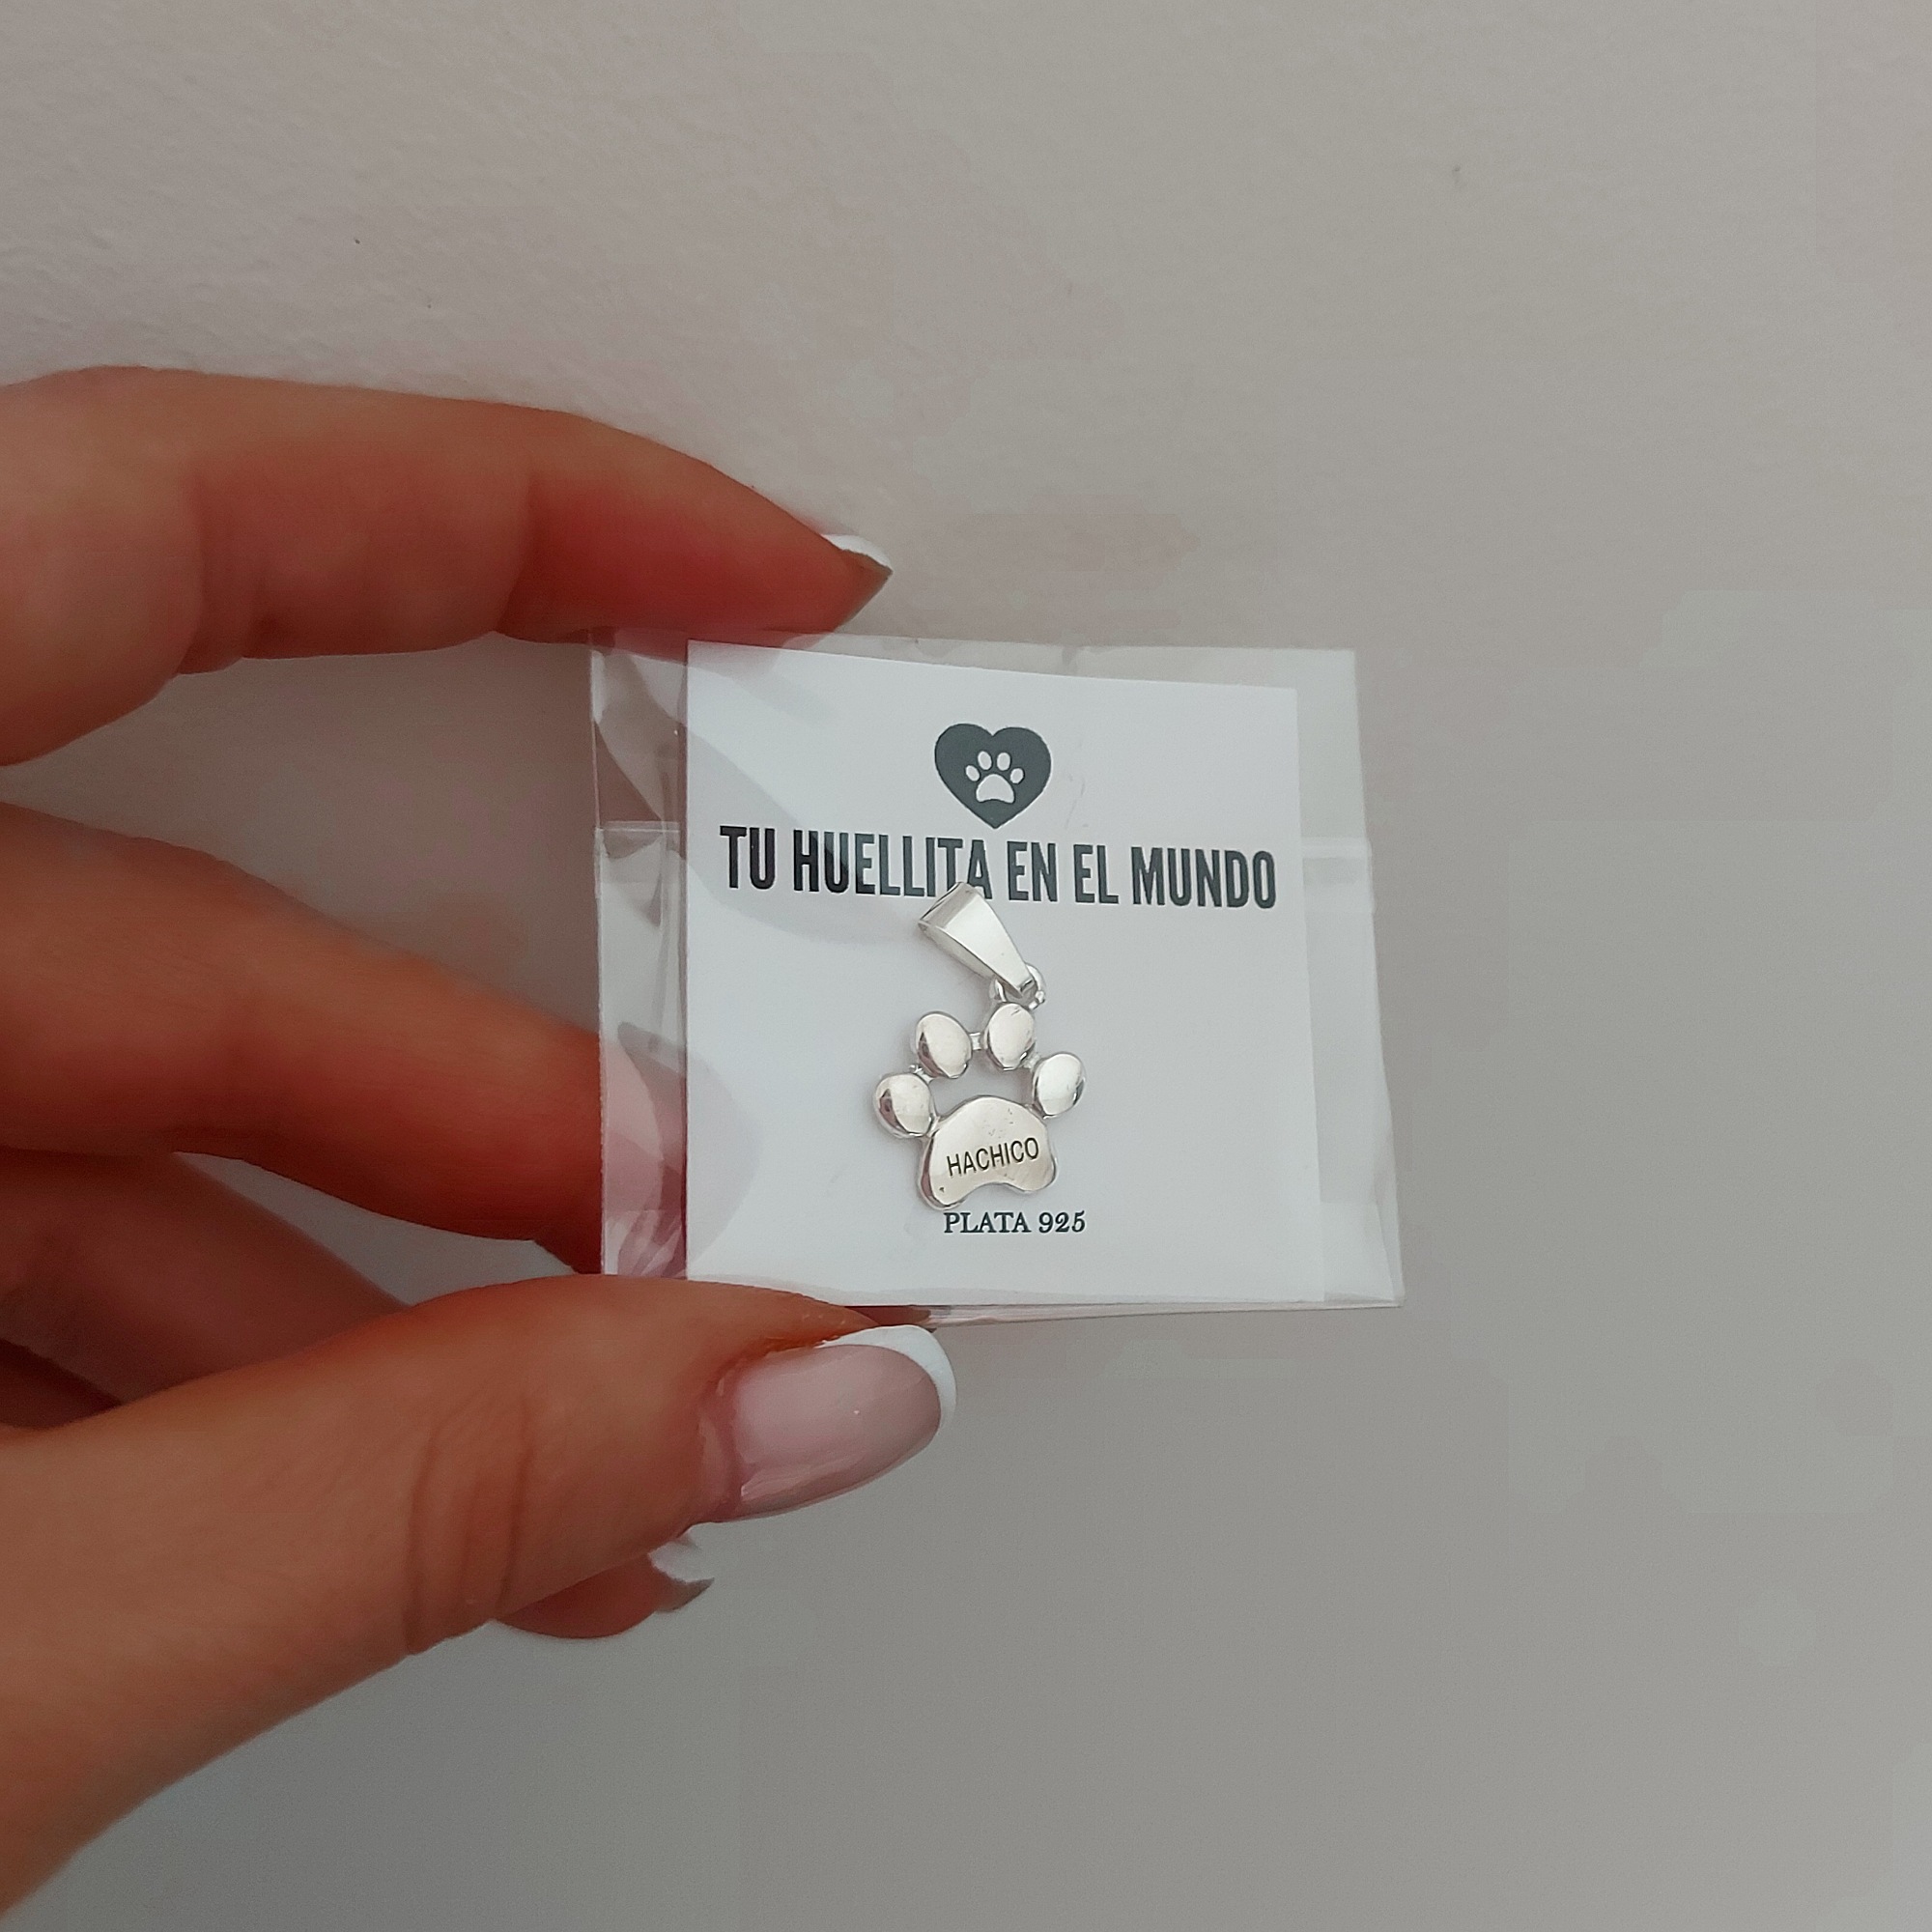 TU HUELLITA EN EL MUNDO
HACHICO
PLATA 925